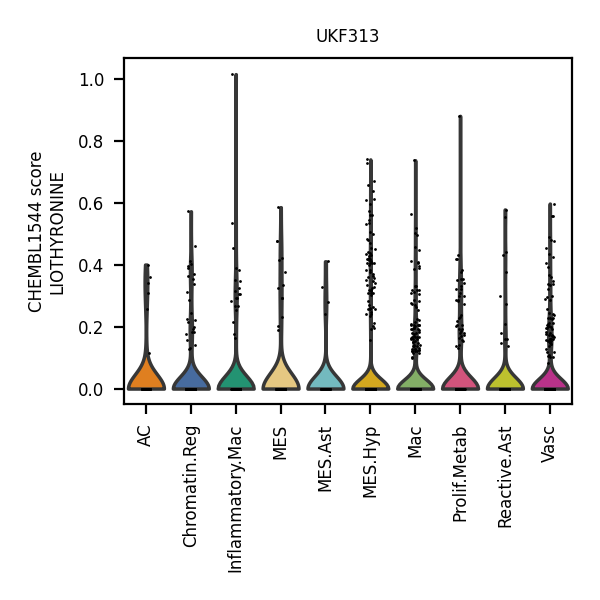 UKF313
CHEMBL1544 score
LIOTHYRONINE
1.0
0.8
0.6
0.4
0.2
0.0
AC
Chromatin.Reg
Inflammatory.Mac
MES
MES.Ast
MES.Hyp
Mac
Prolif.Metab
Reactive.Ast
Vasc